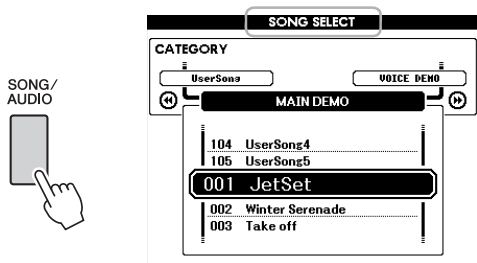 SONG SELECT
CATEGORY
UserSong
VOICE DEMO
MAIN DEMO
SONG/
AUDIO
104 UserSong4
105 UserSong5
001 JetSet
002 Winter Serenade
003 Take off